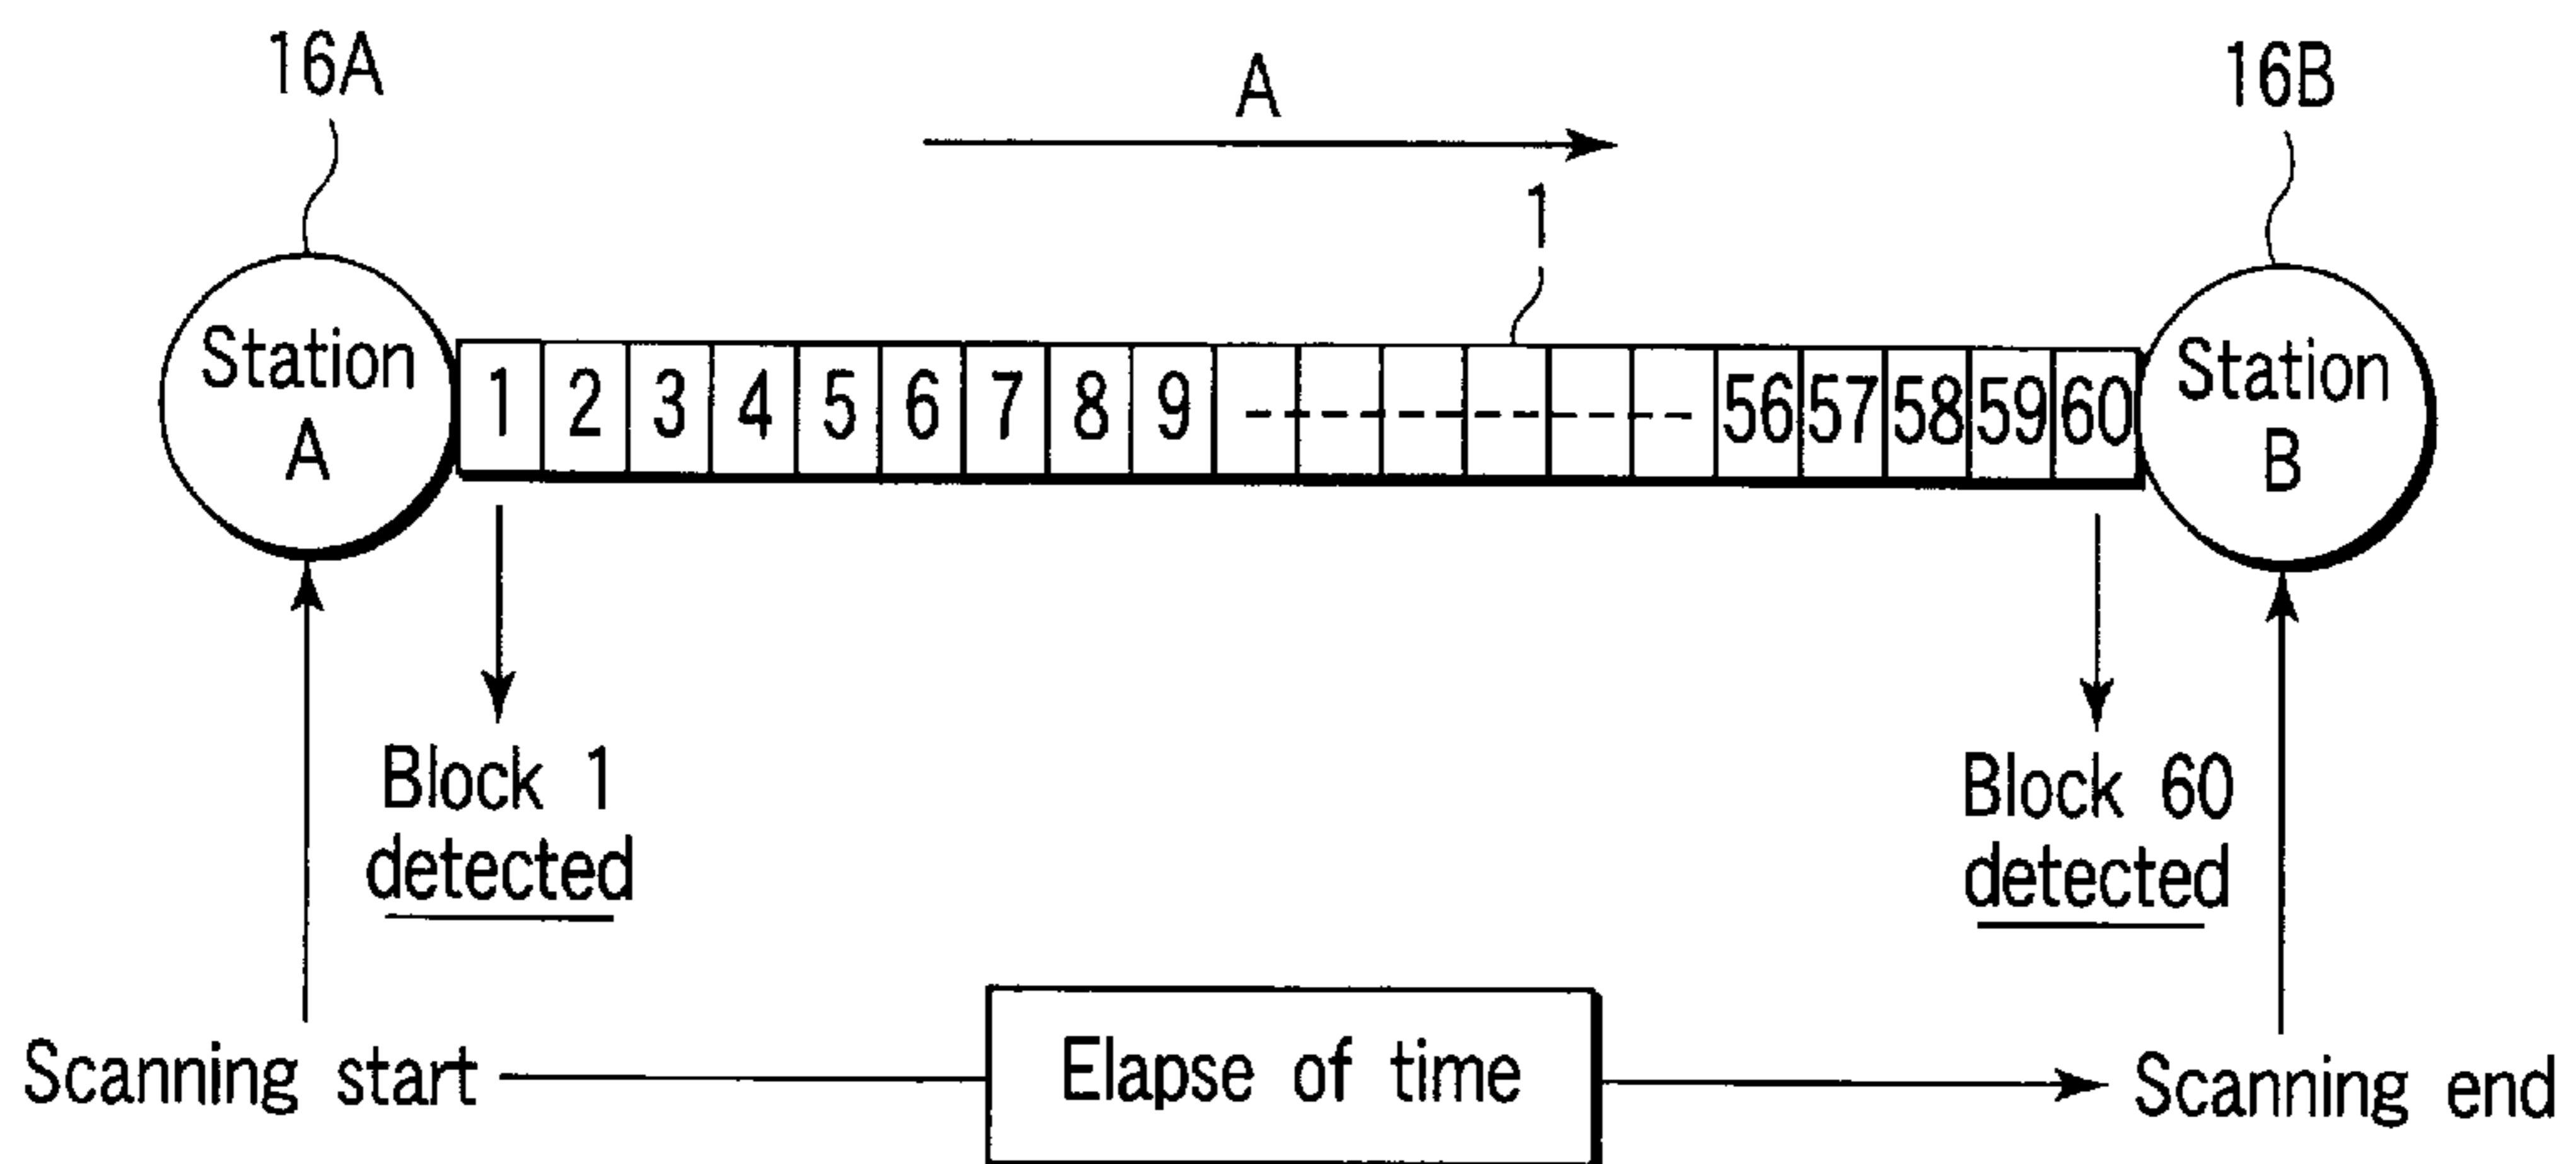 16A
A
16B
1
Station
A
1 2 3 4 5 6 7 8 9 56 57 58 59 60
Station
B
Block 1
detected
Block 60
detected
Scanning start
Elapse of time
Scanning end